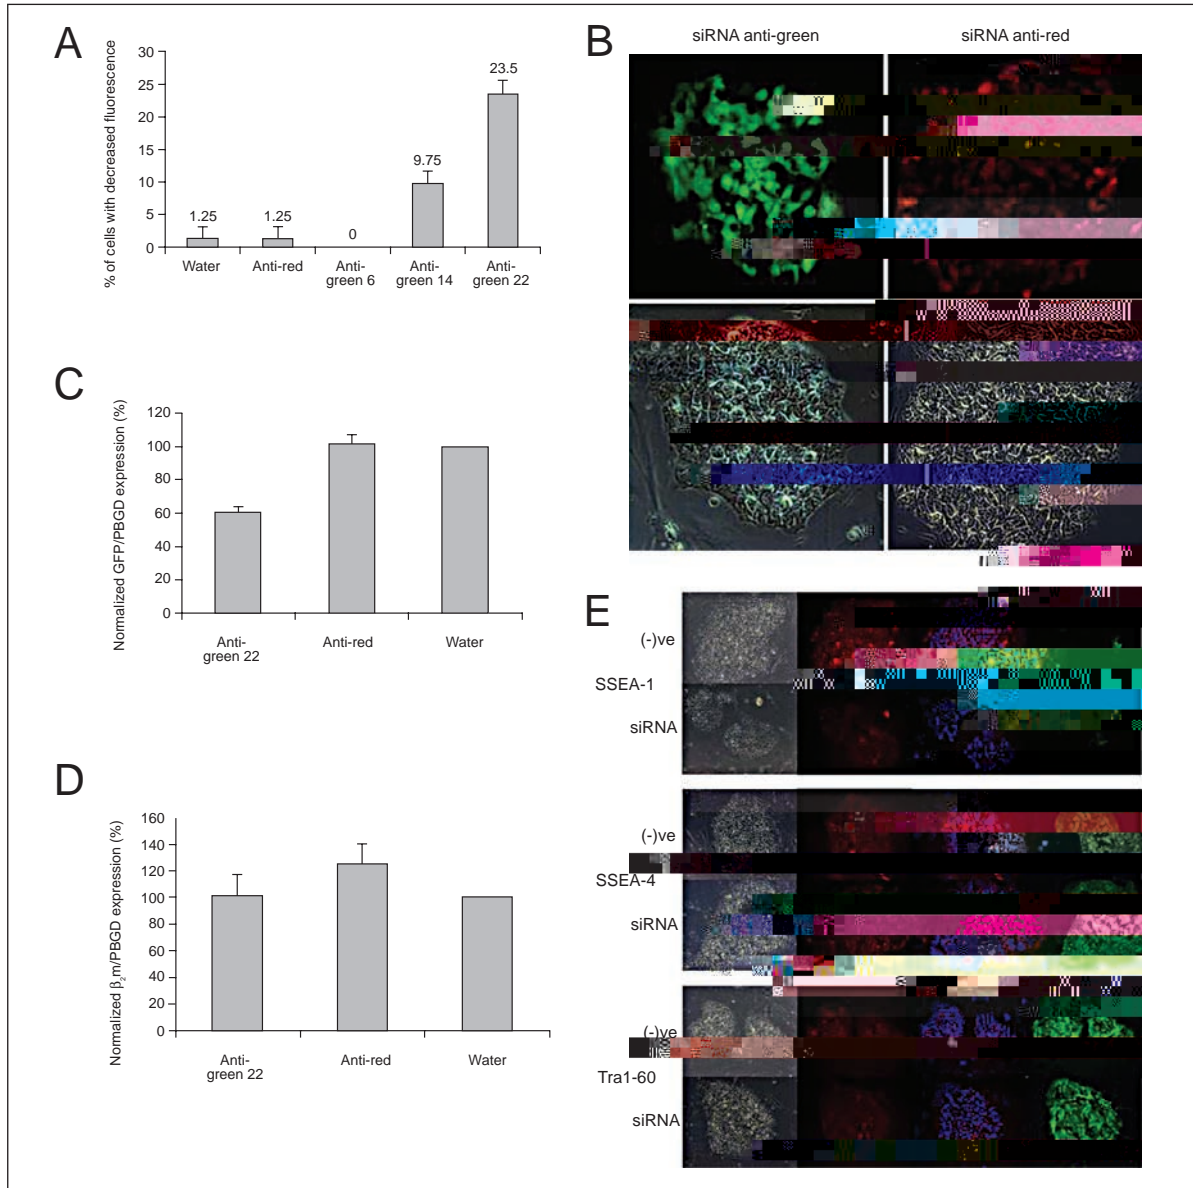 A
% of cells with decreased fluorescence
30
25
20
15
10
5
0
1.25
1.25
0
9.75
23.5
Water
Anti-red
Anti-
green 6
Anti-
green 14
Anti-
green 22
B
siRNA anti-green
siRNA anti-red
C
Normalized GFP/PBGD expression (%)
120
100
80
60
40
20
0
Anti-
green 22
Anti-red
Water
D
Normalized β2m/PBGD expression (%)
160
140
120
100
80
60
40
20
0
Anti-
green 22
Anti-red
Water
E
(-)ve
SSEA-1
siRNA
(-)ve
SSEA-4
siRNA
(-)ve
Tra1-60
siRNA